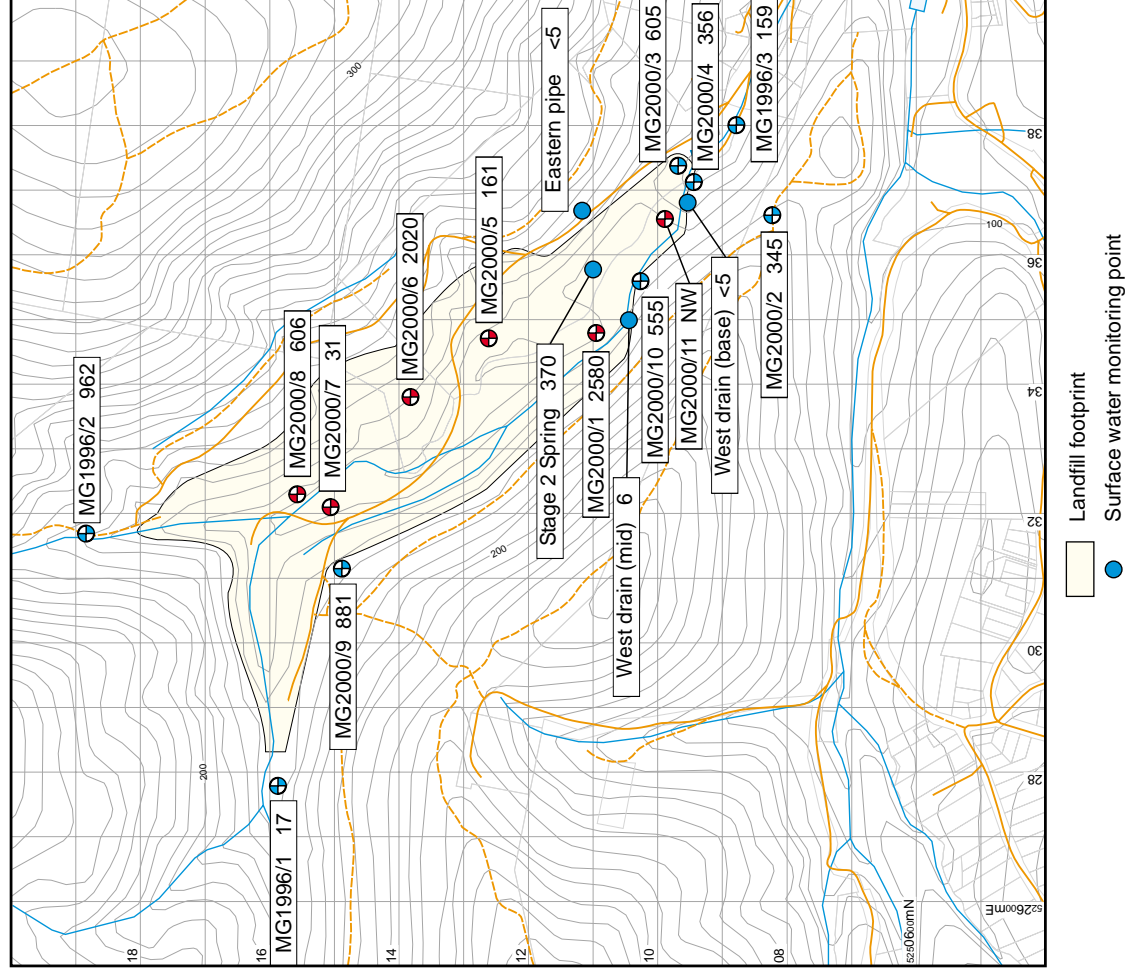 MG1996/2 962
MG2000/8 606
MG2000/7 31
MG2000/6 2020
MG2000/5 161
Eastern pipe <5
MG2000/3 605
MG2000/4 356
MG1996/3 159
MG1996/1 17
MG2000/9 881
Stage 2 Spring 370
MG2000/1 2580
West drain (mid) 6
MG2000/10 555
MG2000/11 NW
West drain (base) <5
MG2000/2 345
300
200
200
100
18
16
14
12
10
08
5250600mN
522600mE
28
30
32
34
36
38
Landfill footprint
Surface water monitoring point